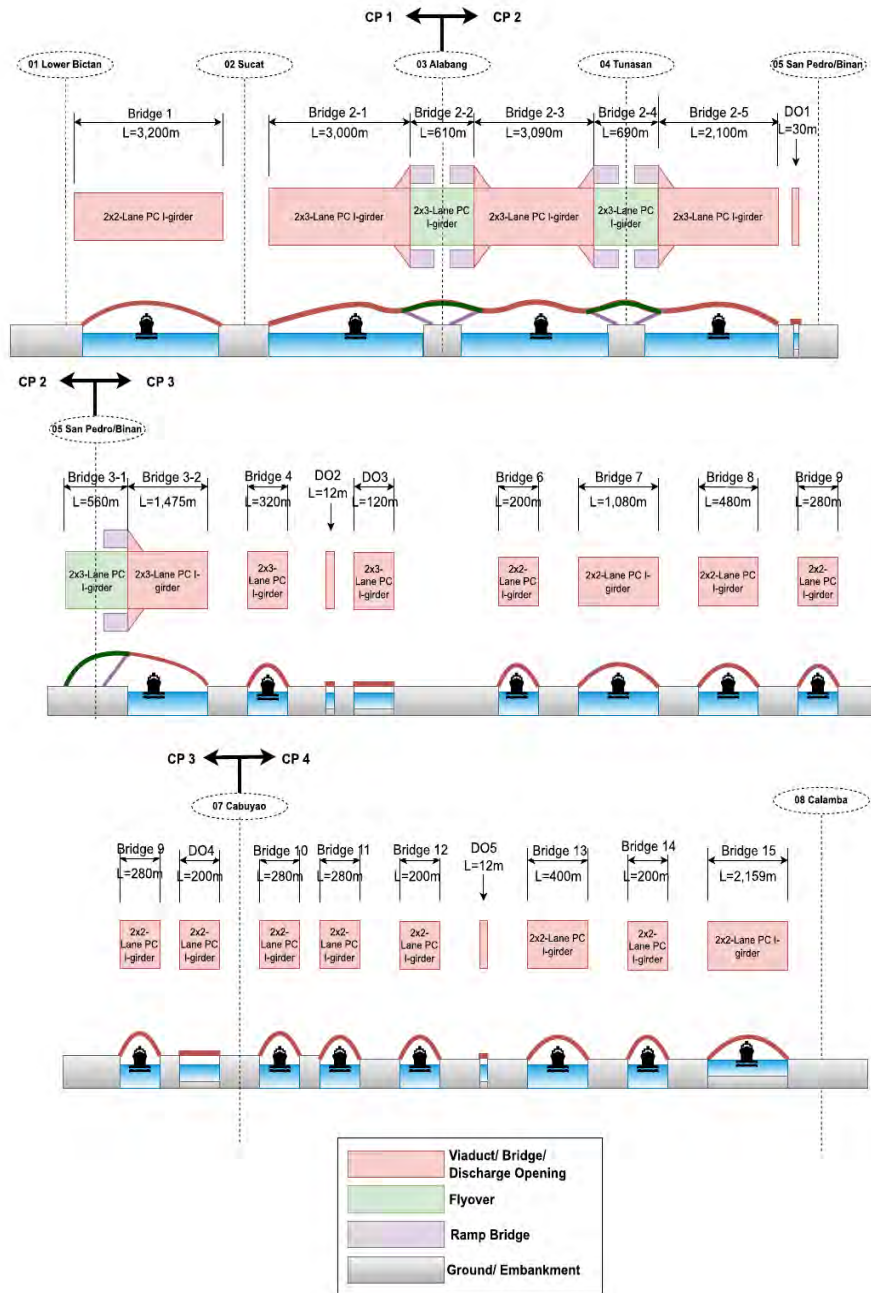 CP 1 CP 2
01 Lower Bictan 02 Sucat 03 Alabang 04 Tunasan 05 San Pedro/Binan
Bridge 1 Bridge 2-1 Bridge 2-2 Bridge 2-3 Bridge 2-4 Bridge 2-5 DO1
L=3,200m L=3,000m L=610m L=3,090m L=690m L=2,100m L=30m
2x2-Lane PC I-girder 2x3-Lane PC I-girder 2x3-Lane PC I-girder 2x3-Lane PC I-girder 2x3-Lane PC I-girder 2x3-Lane PC I-girder
CP 2 CP 3
05 San Pedro/Binan
Bridge 3-1 Bridge 3-2 Bridge 4 DO2 DO3 Bridge 6 Bridge 7 Bridge 8 Bridge 9
L=560m L=1,475m L=320m L=12m L=120m L=200m L=1,080m L=480m L=280m
2x3-Lane PC I-girder 2x3-Lane PC I-girder 2x3-Lane PC I-girder 2x3-Lane PC I-girder 2x2-Lane PC I-girder 2x2-Lane PC I-girder 2x2-Lane PC I-girder 2x2-Lane PC I-girder
CP 3 CP 4
07 Cabuyao 08 Calamba
Bridge 9 DO4 Bridge 10 Bridge 11 Bridge 12 DO5 Bridge 13 Bridge 14 Bridge 15
L=280m L=200m L=280m L=280m L=200m L=12m L=400m L=200m L=2,159m
2x2-Lane PC I-girder 2x2-Lane PC I-girder 2x2-Lane PC I-girder 2x2-Lane PC I-girder 2x2-Lane PC I-girder 2x2-Lane PC I-girder 2x2-Lane PC I-girder 2x2-Lane PC I-girder
Viaduct/ Bridge/
Discharge Opening
Flyover
Ramp Bridge
Ground/ Embankment